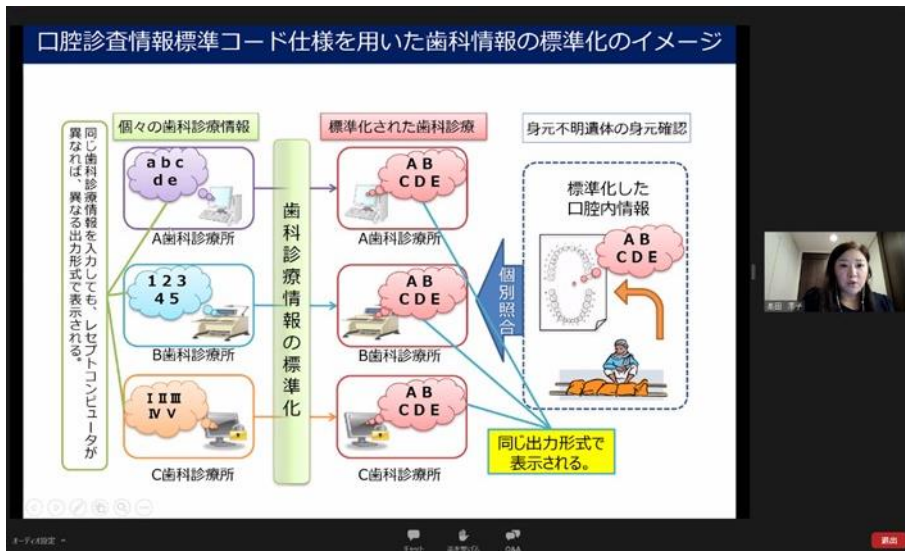 口腔診査情報標準コード仕様を用いた歯科情報の標準化のイメージ
同じ歯科診療情報を入力しても、レセプトコンピュータが
異なれば、異なる出力形式で表示される。
個々の歯科診療情報
a b c
d e
A歯科診療所
1 2 3
4 5
B歯科診療所
Ⅰ Ⅱ Ⅲ
Ⅳ Ⅴ
C歯科診療所
歯科診療情報の標準化
標準化された歯科診療
A B
C D E
A歯科診療所
A B
C D E
B歯科診療所
A B
C D E
C歯科診療所
個別照合
身元不明遺体の身元確認
標準化した
口腔内情報
A B
C D E
同じ出力形式で
表示される。
オーディオ設定
Q&A
退出